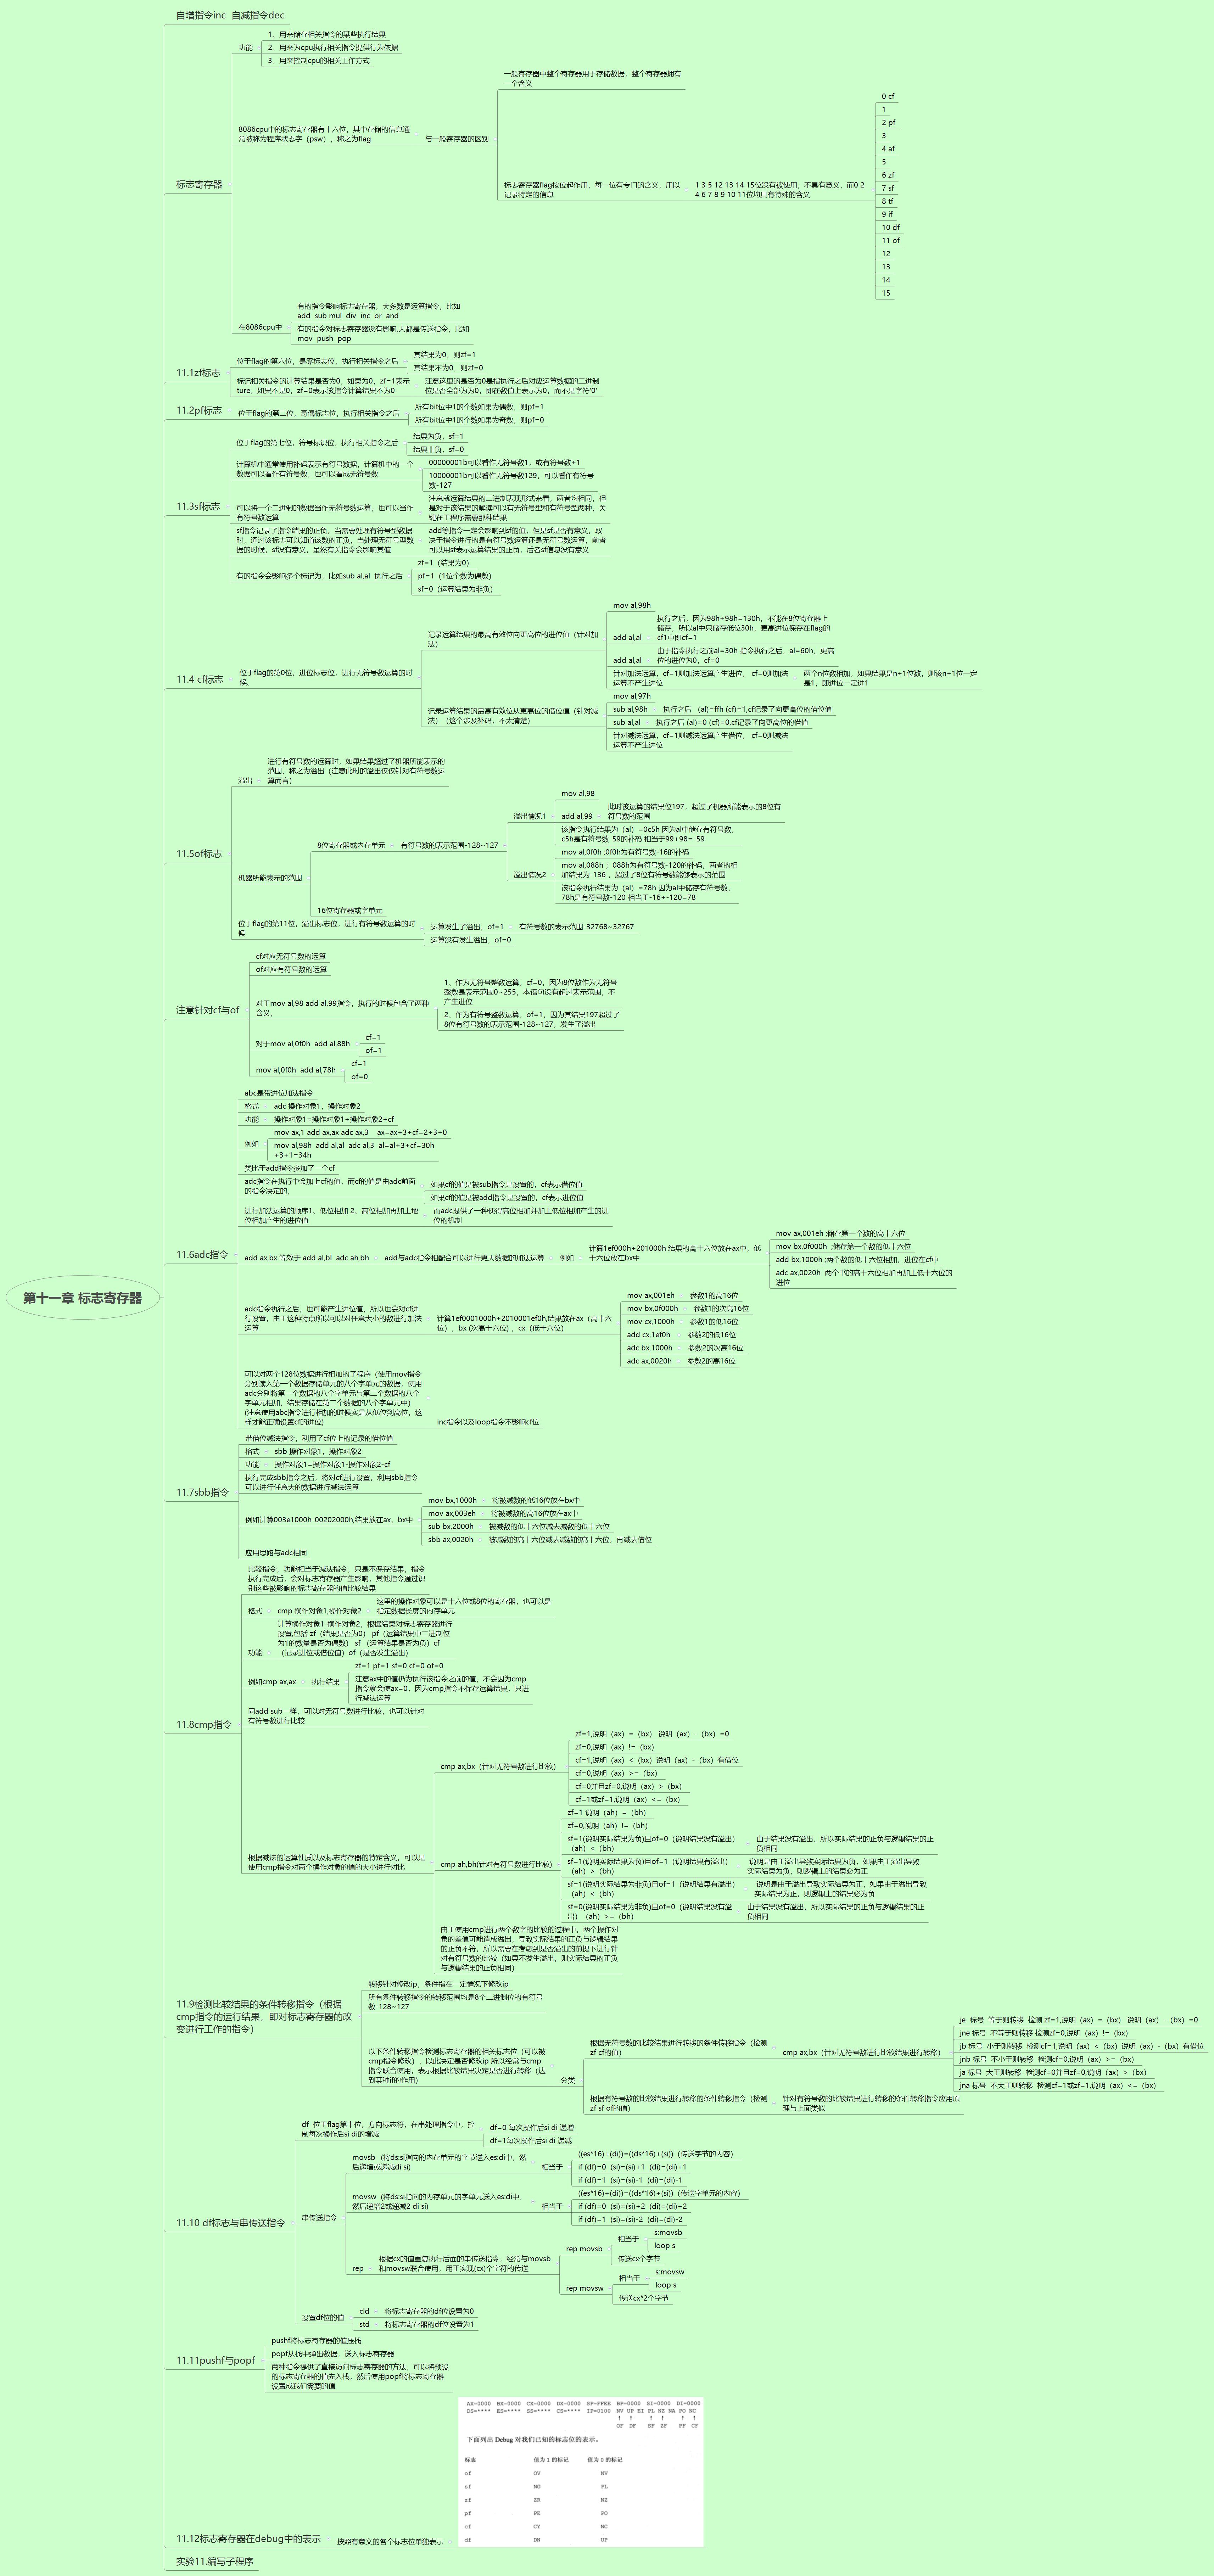 自增指令inc  自减指令dec
标志寄存器
功能
1、用来储存相关指令的某些执行结果
2、用来为cpu执行相关指令提供行为依据
3、用来控制cpu的相关工作方式
8086cpu中的标志寄存器有十六位，其中存储的信息通
常被称为程序状态字（psw），称之为flag
与一般寄存器的区别
一般寄存器中整个寄存器用于存储数据，整个寄存器拥有
一个含义
标志寄存器flag按位起作用，每一位有专门的含义，用以
记录特定的信息
1 3 5 12 13 14 15位没有被使用，不具有意义，而0 2
4 6 7 8 9 10 11位均具有特殊的含义
0 cf
1
2 pf
3
4 af
5
6 zf
7 sf
8 tf
9 if
10 df
11 of
12
13
14
15
在8086cpu中
有的指令影响标志寄存器，大多数是运算指令，比如
add  sub mul  div  inc  or  and
有的指令对标志寄存器没有影响,大都是传送指令，比如
mov  push  pop
11.1zf标志
位于flag的第六位，是零标志位，执行相关指令之后
其结果为0，则zf=1
其结果不为0，则zf=0
标记相关指令的计算结果是否为0，如果为0，zf=1表示
ture，如果不是0，zf=0表示该指令计算结果不为0
注意这里的是否为0是指执行之后对应运算数据的二进制
位是否全部为为0，即在数值上表示为0，而不是字符'0'
11.2pf标志
位于flag的第二位，奇偶标志位，执行相关指令之后
所有bit位中1的个数如果为偶数，则pf=1
所有bit位中1的个数如果为奇数，则pf=0
11.3sf标志
位于flag的第七位，符号标识位，执行相关指令之后
结果为负，sf=1
结果非负，sf=0
计算机中通常使用补码表示有符号数据，计算机中的一个
数据可以看作有符号数，也可以看成无符号数
00000001b可以看作无符号数1，或有符号数+1
10000001b可以看作无符号数129，可以看作有符号
数-127
可以将一个二进制的数据当作无符号数运算，也可以当作
有符号数运算
注意就运算结果的二进制表现形式来看，两者均相同，但
是对于该结果的解读可以有无符号型和有符号型两种，关
键在于程序需要那种结果
sf指令记录了指令结果的正负，当需要处理有符号型数据
时，通过该标志可以知道该数的正负，当处理无符号型数
据的时候，sf没有意义，虽然有关指令会影响其值
add等指令一定会影响到sf的值，但是sf是否有意义，取
决于指令进行的是有符号数运算还是无符号数运算，前者
可以用sf表示运算结果的正负，后者sf信息没有意义
有的指令会影响多个标记为，比如sub al,al  执行之后
zf=1（结果为0）
pf=1（1位个数为偶数）
sf=0（运算结果为非负）
11.4 cf标志
位于flag的第0位，进位标志位，进行无符号数运算的时
候、
记录运算结果的最高有效位向更高位的进位值（针对加
法）
mov al,98h
add al,al
执行之后，因为98h+98h=130h，不能在8位寄存器上
储存，所以al中只储存低位30h，更高进位保存在flag的
cf1中即cf=1
add al,al
由于指令执行之前al=30h 指令执行之后，al=60h，更高
位的进位为0，cf=0
针对加法运算，cf=1则加法运算产生进位， cf=0则加法
运算不产生进位
两个n位数相加，如果结果是n+1位数，则该n+1位一定
是1，即进位一定进1
记录运算结果的最高有效位从更高位的借位值（针对减
法）（这个涉及补码，不太清楚）
mov al,97h
sub al,98h
执行之后 （al)=ffh (cf)=1,cf记录了向更高位的借位值
sub al,al
执行之后 (al)=0 (cf)=0,cf记录了向更高位的借值
针对减法运算，cf=1则减法运算产生借位， cf=0则减法
运算不产生进位
11.5of标志
溢出
进行有符号数的运算时，如果结果超过了机器所能表示的
范围，称之为溢出（注意此时的溢出仅仅针对有符号数运
算而言）
机器所能表示的范围
8位寄存器或内存单元
有符号数的表示范围-128~127
溢出情况1
mov al,98
add al,99
此时该运算的结果位197，超过了机器所能表示的8位有
符号数的范围
该指令执行结果为（al）=0c5h 因为al中储存有符号数，
c5h是有符号数-59的补码 相当于99+98=-59
溢出情况2
mov al,0f0h ;0f0h为有符号数-16的补码
mov al,088h ；088h为有符号数-120的补码，两者的相
加结果为-136 ，超过了8位有符号数能够表示的范围
该指令执行结果为（al）=78h 因为al中储存有符号数，
78h是有符号数-120 相当于-16+-120=78
16位寄存器或字单元
位于flag的第11位，溢出标志位，进行有符号数运算的时
候
运算发生了溢出，of=1
有符号数的表示范围-32768~32767
运算没有发生溢出，of=0
注意针对cf与of
cf对应无符号数的运算
of对应有符号数的运算
对于mov al,98 add al,99指令，执行的时候包含了两种
含义，
1、作为无符号整数运算，cf=0，因为8位数作为无符号
整数是表示范围0~255，本语句没有超过表示范围，不
产生进位
2、作为有符号整数运算，of=1，因为其结果197超过了
8位有符号数的表示范围-128~127，发生了溢出
对于mov al,0f0h  add al,88h
cf=1
of=1
mov al,0f0h  add al,78h
cf=1
of=0
第十一章 标志寄存器
11.6adc指令
abc是带进位加法指令
格式
adc 操作对象1，操作对象2
功能
操作对象1=操作对象1+操作对象2+cf
例如
mov ax,1 add ax,ax adc ax,3    ax=ax+3+cf=2+3+0
mov al,98h  add al,al  adc al,3  al=al+3+cf=30h
+3+1=34h
类比于add指令多加了一个cf
adc指令在执行中会加上cf的值，而cf的值是由adc前面
的指令决定的，
如果cf的值是被sub指令是设置的，cf表示借位值
如果cf的值是被add指令是设置的，cf表示进位值
进行加法运算的顺序1、低位相加 2、高位相再加上地
位相加产生的进位值
而adc提供了一种使得高位相加并加上低位相加产生的进
位的机制
add ax,bx 等效于 add al,bl  adc ah,bh
add与adc指令相配合可以进行更大数据的加法运算
例如
计算1ef000h+201000h 结果的高十六位放在ax中，低
十六位放在bx中
mov ax,001eh ;储存第一个数的高十六位
mov bx,0f000h  ;储存第一个数的低十六位
add bx,1000h ;两个数的低十六位相加，进位在cf中
adc ax,0020h  两个书的高十六位相加再加上低十六位的
进位
adc指令执行之后，也可能产生进位值，所以也会对cf进
行设置，由于这种特点所以可以对任意大小的数进行加法
运算
计算1ef0001000h+2010001ef0h,结果放在ax（高十六
位），bx (次高十六位) ，cx（低十六位）
mov ax,001eh
参数1的高16位
mov bx,0f000h
参数1的次高16位
mov cx,1000h
参数1的低16位
add cx,1ef0h
参数2的低16位
adc bx,1000h
参数2的次高16位
adc ax,0020h
参数2的高16位
可以对两个128位数据进行相加的子程序（使用mov指令
分别读入第一个数据存储单元的八个字单元的数据，使用
adc分别将第一个数据的八个字单元与第二个数据的八个
字单元相加，结果存储在第二个数据的八个字单元中）
(注意使用abc指令进行相加的时候实是从低位到高位，这
样才能正确设置cf的进位)
inc指令以及loop指令不影响cf位
11.7sbb指令
带借位减法指令，利用了cf位上的记录的借位值
格式
sbb 操作对象1，操作对象2
功能
操作对象1=操作对象1-操作对象2-cf
执行完成sbb指令之后，将对cf进行设置，利用sbb指令
可以进行任意大的数据进行减法运算
例如计算003e1000h-00202000h,结果放在ax，bx中
mov bx,1000h
将被减数的低16位放在bx中
mov ax,003eh
将被减数的高16位放在ax中
sub bx,2000h
被减数的低十六位减去减数的低十六位
sbb ax,0020h
被减数的高十六位减去减数的高十六位，再减去借位
应用思路与adc相同
11.8cmp指令
比较指令，功能相当于减法指令，只是不保存结果，指令
执行完成后，会对标志寄存器产生影响，其他指令通过识
别这些被影响的标志寄存器的值比较结果
格式
cmp 操作对象1,操作对象2
这里的操作对象可以是十六位或8位的寄存器，也可以是
指定数据长度的内存单元
功能
计算操作对象1-操作对象2，根据结果对标志寄存器进行
设置,包括 zf（结果是否为0） pf（运算结果中二进制位
为1的数量是否为偶数） sf （运算结果是否为负）cf
（记录进位或借位值）of（是否发生溢出）
例如cmp ax,ax
执行结果
zf=1 pf=1 sf=0 cf=0 of=0
注意ax中的值仍为执行该指令之前的值，不会因为cmp
指令就会使ax=0，因为cmp指令不保存运算结果，只进
行减法运算
同add sub一样，可以对无符号数进行比较，也可以针对
有符号数进行比较
根据减法的运算性质以及标志寄存器的特定含义，可以是
使用cmp指令对两个操作对象的值的大小进行对比
cmp ax,bx（针对无符号数进行比较）
zf=1,说明（ax）=（bx） 说明（ax）-（bx）=0
zf=0,说明（ax）!=（bx）
cf=1,说明（ax）<（bx）说明（ax）-（bx）有借位
cf=0,说明（ax）>=（bx）
cf=0并且zf=0,说明（ax）>（bx）
cf=1或zf=1,说明（ax）<=（bx）
cmp ah,bh(针对有符号数进行比较)
zf=1 说明（ah）=（bh）
zf=0,说明（ah）!=（bh）
sf=1(说明实际结果为负)且of=0（说明结果没有溢出）
（ah）<（bh）
由于结果没有溢出，所以实际结果的正负与逻辑结果的正
负相同
sf=1(说明实际结果为负)且of=1（说明结果有溢出）
（ah）>（bh）
说明是由于溢出导致实际结果为负，如果由于溢出导致
实际结果为负，则逻辑上的结果必为正
sf=1(说明实际结果为非负)且of=1（说明结果有溢出）
（ah）<（bh）
说明是由于溢出导致实际结果为正，如果由于溢出导致
实际结果为正，则逻辑上的结果必为负
sf=0(说明实际结果为非负)且of=0（说明结果没有溢
出）（ah）>=（bh）
由于结果没有溢出，所以实际结果的正负与逻辑结果的正
负相同
由于使用cmp进行两个数字的比较的过程中，两个操作对
象的差值可能造成溢出，导致实际结果的正负与逻辑结果
的正负不符，所以需要在考虑到是否溢出的前提下进行针
对有符号数的比较（如果不发生溢出，则实际结果的正负
与逻辑结果的正负相同）
11.9检测比较结果的条件转移指令（根据
cmp指令的运行结果，即对标志寄存器的改
变进行工作的指令）
转移针对修改ip，条件指在一定情况下修改ip
所有条件转移指令的转移范围均是8个二进制位的有符号
数-128~127
以下条件转移指令检测标志寄存器的相关标志位（可以被
cmp指令修改），以此决定是否修改ip 所以经常与cmp
指令联合使用，表示根据比较结果决定是否进行转移（达
到某种if的作用）
分类
根据无符号数的比较结果进行转移的条件转移指令（检测
zf cf的值）
cmp ax,bx（针对无符号数进行比较结果进行转移）
je  标号  等于则转移  检测 zf=1,说明（ax）=（bx） 说明（ax）-（bx）=0
jne 标号  不等于则转移 检测zf=0,说明（ax）!=（bx）
jb 标号  小于则转移  检测cf=1,说明（ax）<（bx）说明（ax）-（bx）有借位
jnb 标号  不小于则转移  检测cf=0,说明（ax）>=（bx）
ja 标号  大于则转移  检测cf=0并且zf=0,说明（ax）>（bx）
jna 标号  不大于则转移  检测cf=1或zf=1,说明（ax）<=（bx）
根据有符号数的比较结果进行转移的条件转移指令（检测
zf sf of的值）
针对有符号的比较结果进行转移的条件转移指令应用原
理与上面类似
11.10 df标志与串传送指令
df  位于flag第十位，方向标志符，在串处理指令中，控
制每次操作后si di的增减
df=0 每次操作后si di 递增
df=1每次操作后si di 递减
串传送指令
movsb（将ds:si指向的内存单元的字节送入es:di中，然
后递增或递减di si)
相当于
((es*16)+(di))=((ds*16)+(si))（传送字节的内容）
if (df)=0  (si)=(si)+1  (di)=(di)+1
if (df)=1  (si)=(si)-1  (di)=(di)-1
movsw（将ds:si指向的内存单元的字单元送入es:di中，
然后递增2或递减2 di si)
相当于
((es*16)+(di))=((ds*16)+(si))（传送字单元的内容）
if (df)=0  (si)=(si)+2  (di)=(di)+2
if (df)=1  (si)=(si)-2  (di)=(di)-2
rep
根据cx的值重复执行后面的串传送指令，经常与movsb
和movsw联合使用，用于实现(cx)个字符的传送
rep movsb
相当于
s:movsb
loop s
传送cx个字节
rep movsw
相当于
s:movsw
loop s
传送cx*2个字节
设置df位的值
cld
将标志寄存器的df位设置为0
std
将标志寄存器的df位设置为1
11.11pushf与popf
pushf将标志寄存器的值压栈
popf从栈中弹出数据，送入标志寄存器
两种指令提供了直接访问标志寄存器的方法，可以将预设
的标志寄存器的值先入栈，然后使用popf将标志寄存器
设置成我们需要的值
11.12标志寄存器在debug中的表示
按照有意义的各个标志位单独表示
AX=0000  BX=0000  CX=0000  DX=0000  SP=FFEE  BP=0000  SI=0000  DI=0000
DS=****  ES=****  SS=****  CS=****  IP=0100  NV UP EI PL NZ NA PO NC
OF  DF  SF  ZF  PF  CF
下面列出 Debug 对我们已知的标志位的表示。
标志  值为 1 的标记  值为 0 的标记
of  OV  NV
sf  NG  PL
zf  ZR  NZ
pf  PE  PO
cf  CY  NC
df  DN  UP
实验11.编写子程序